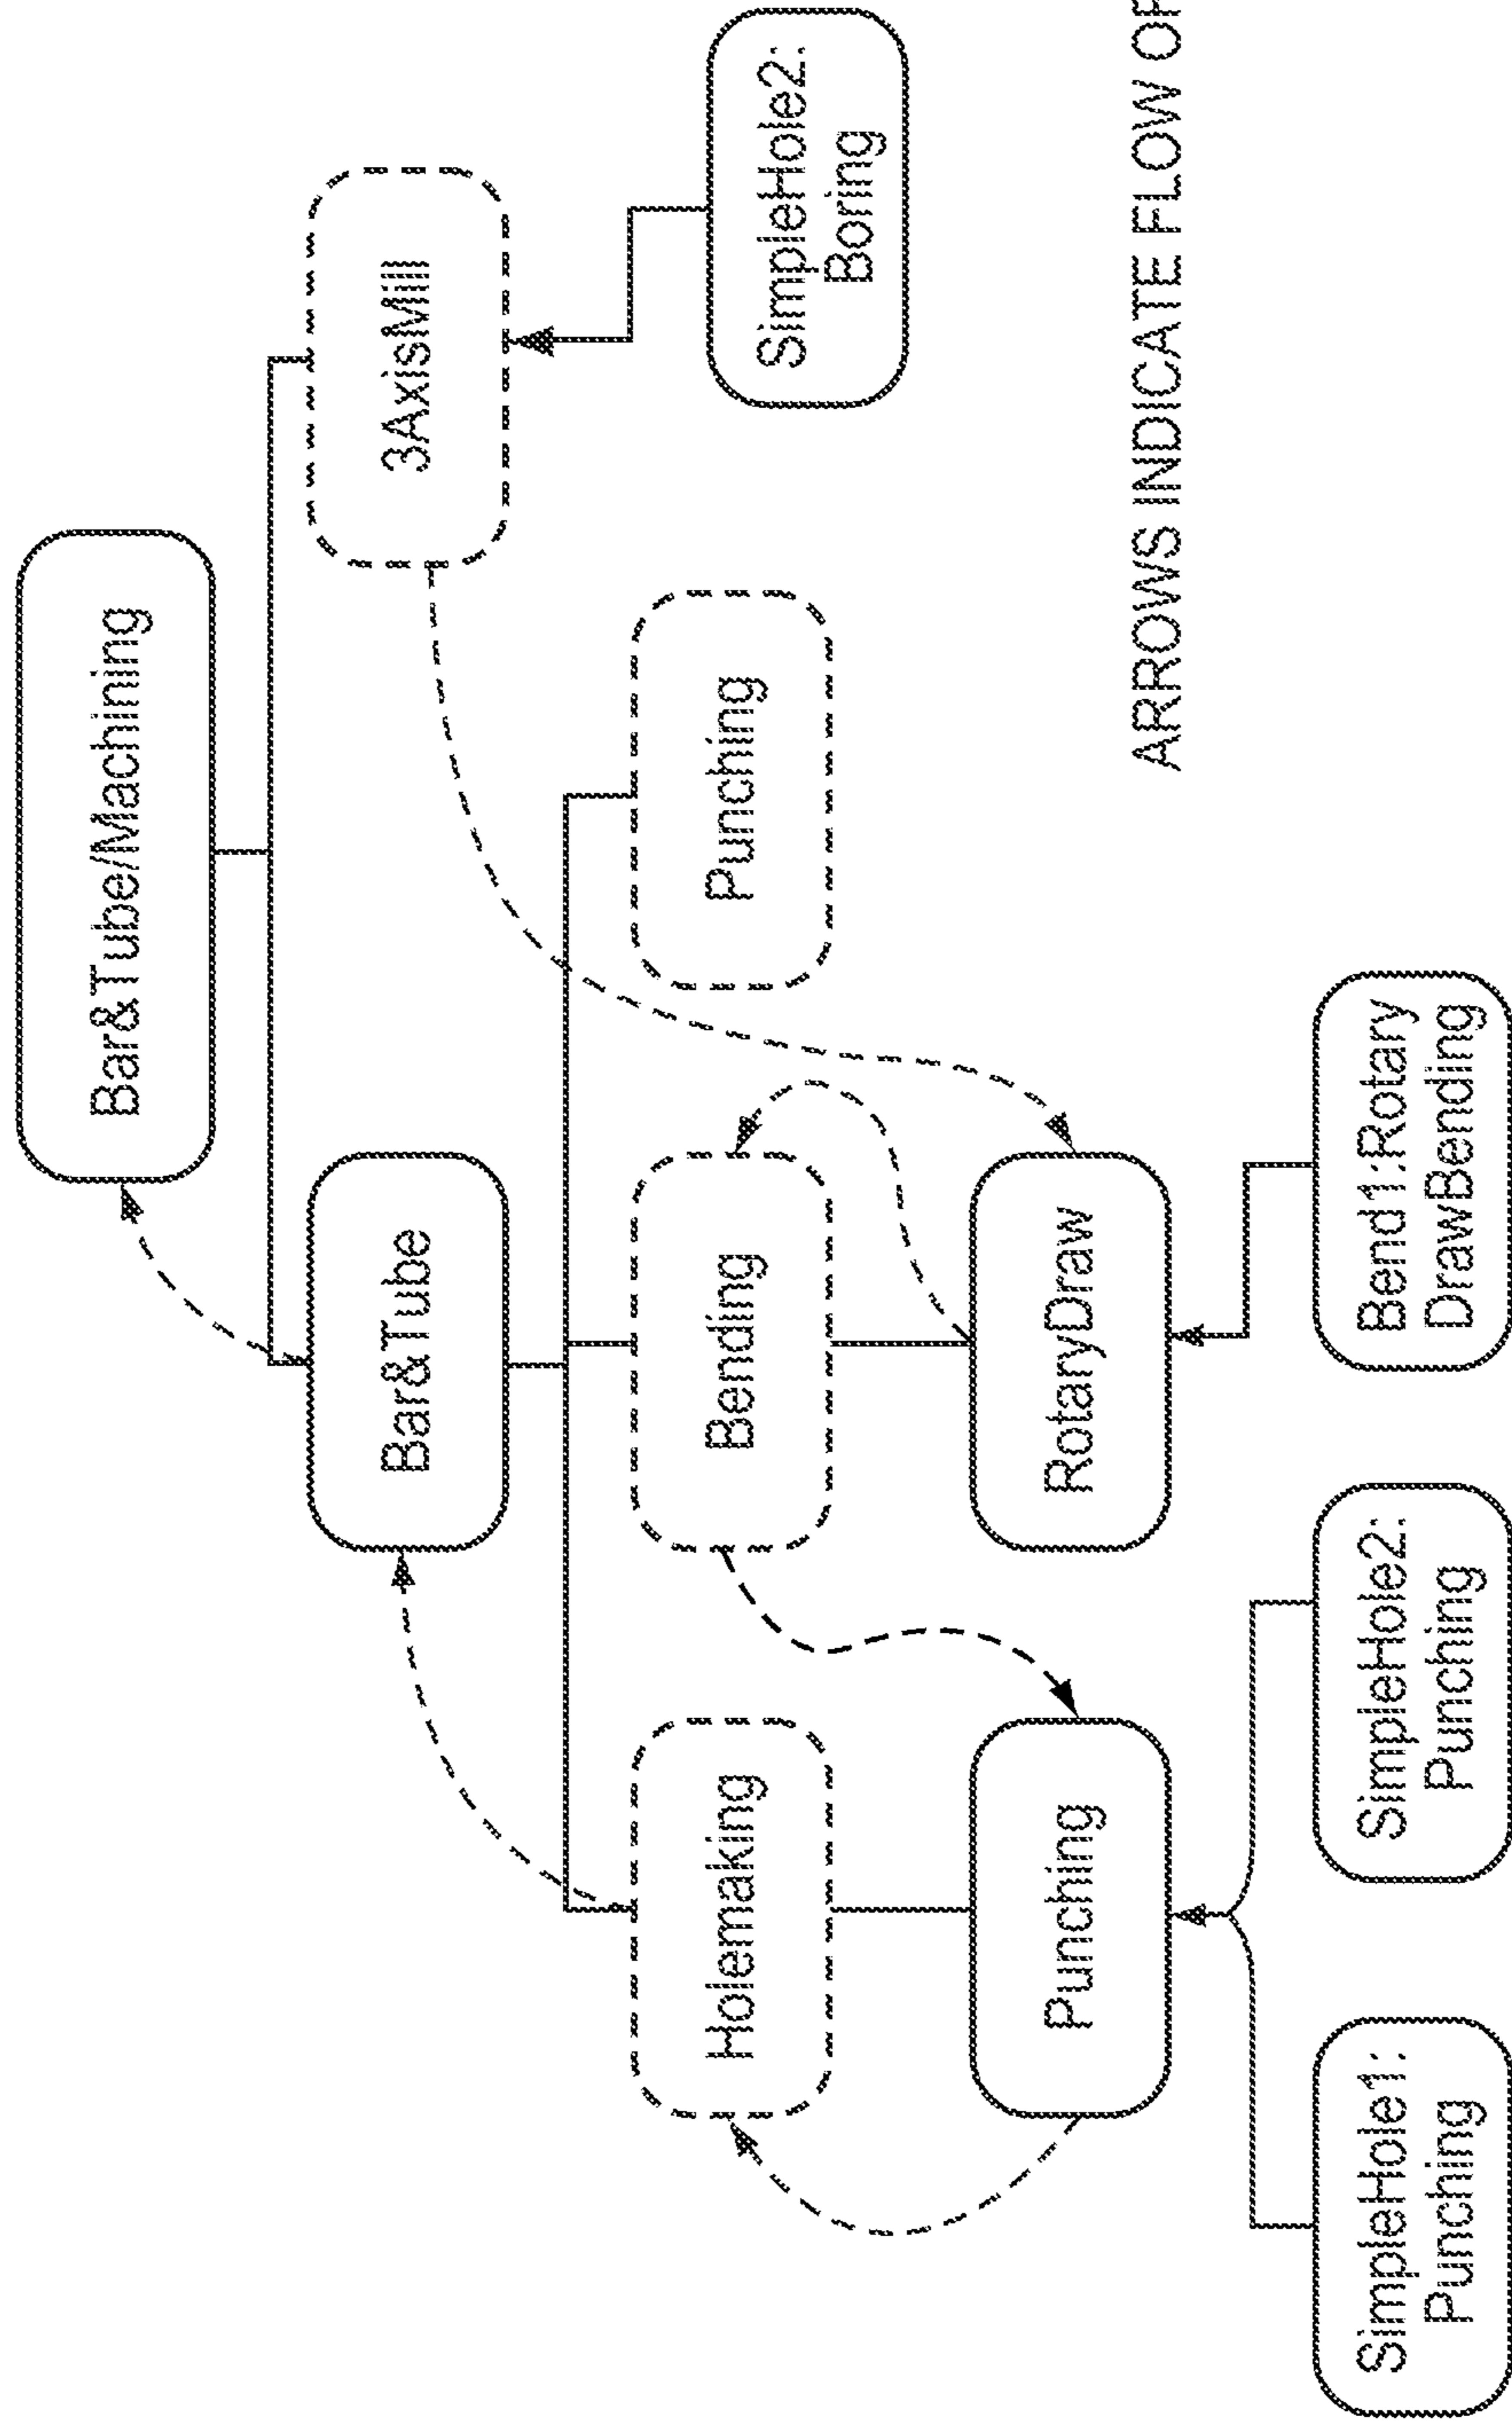 Bar&Tube/Machining
Bar&Tube
3AxisMill
Holemaking
Bending
Punching
SimpleHole2:
Boring
Punching
RotaryDraw
ARROWS INDICATE FLOW
SimpleHole1:
Punching
SimpleHole2:
Punching
Bend1:Rotary
DrawBending